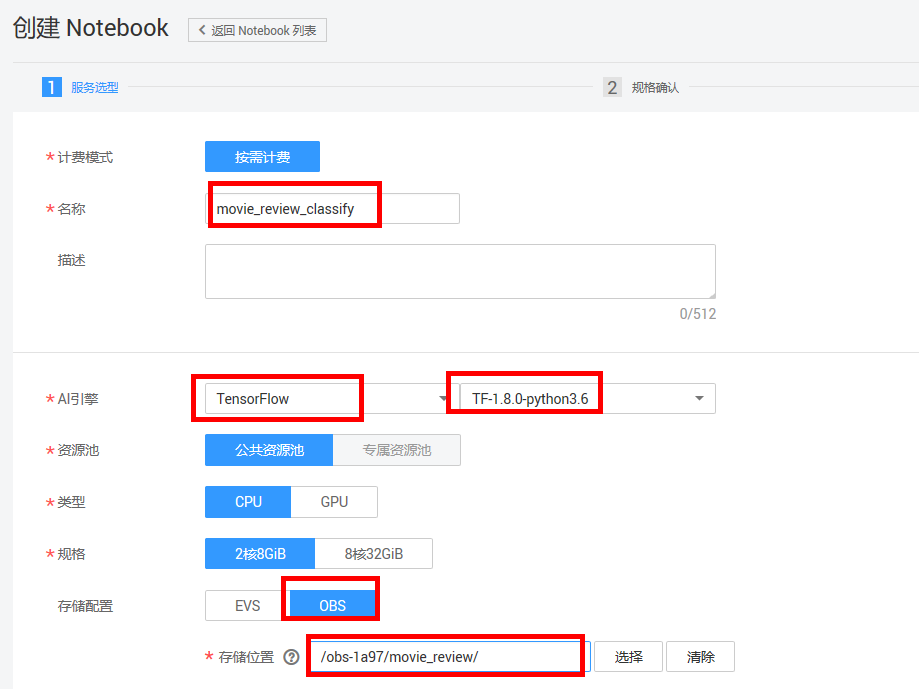 创建 Notebook
返回 Notebook 列表
1 服务选型
2 规格确认
* 计费模式 按需计费
* 名称 movie_review_classify
描述
0/512
* AI引擎 TensorFlow TF-1.8.0-python3.6
* 资源池 公共资源池 专属资源池
* 类型 CPU GPU
* 规格 2核8GiB 8核32GiB
存储配置 EVS OBS
* 存储位置 ? /obs-1a97/movie_review/ 选择 清除